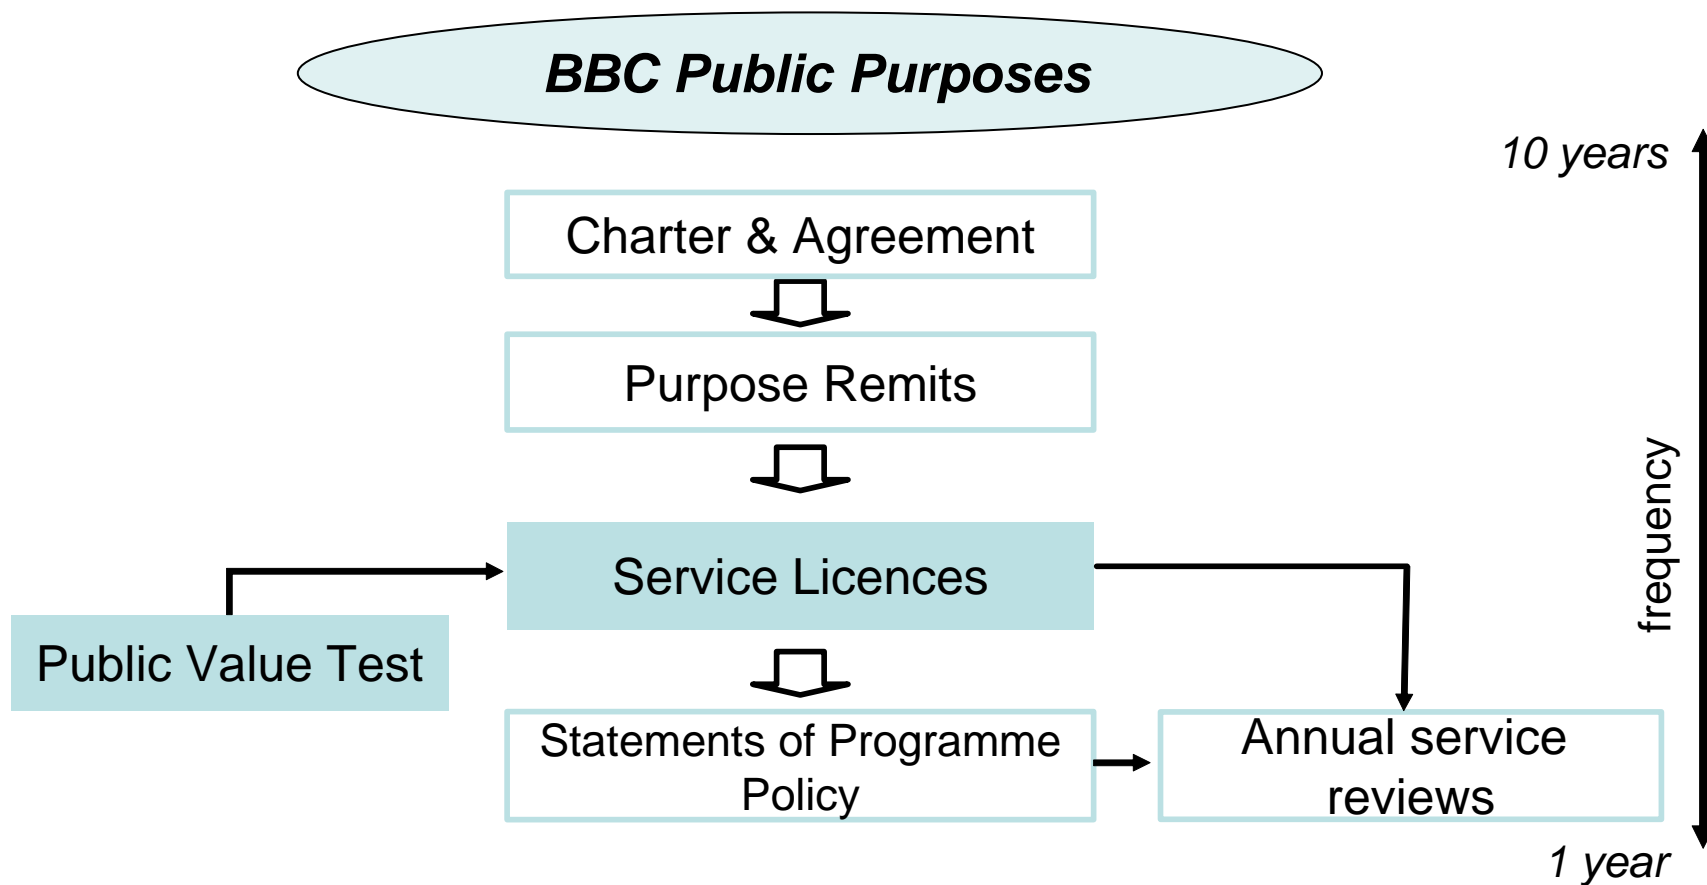 BBC Public Purposes
10 years
Charter & Agreement
Purpose Remits
frequency
Service Licences
Public Value Test
Statements of Programme
Policy
Annual service
reviews
1 year